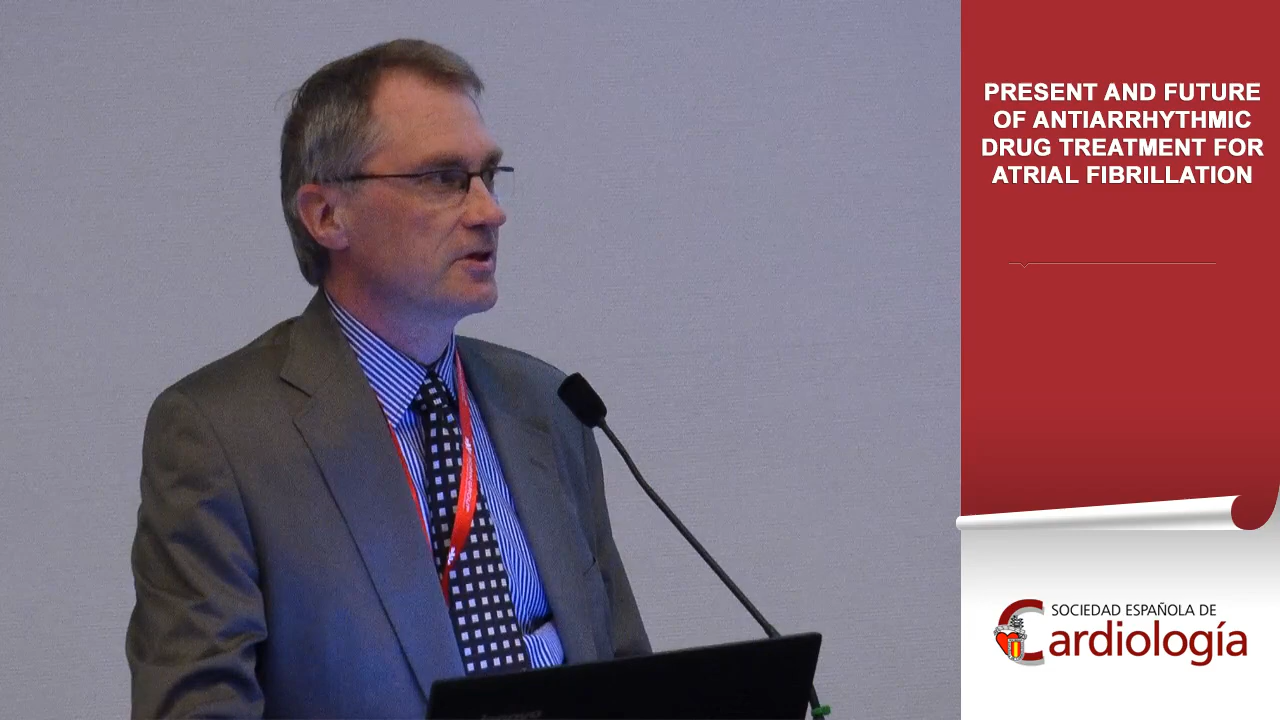 PRESENT AND FUTURE
OF ANTIARRHYTHMIC
DRUG TREATMENT FOR
ATRIAL FIBRILLATION
SOCIEDAD ESPAÑOLA DE
Cardiología